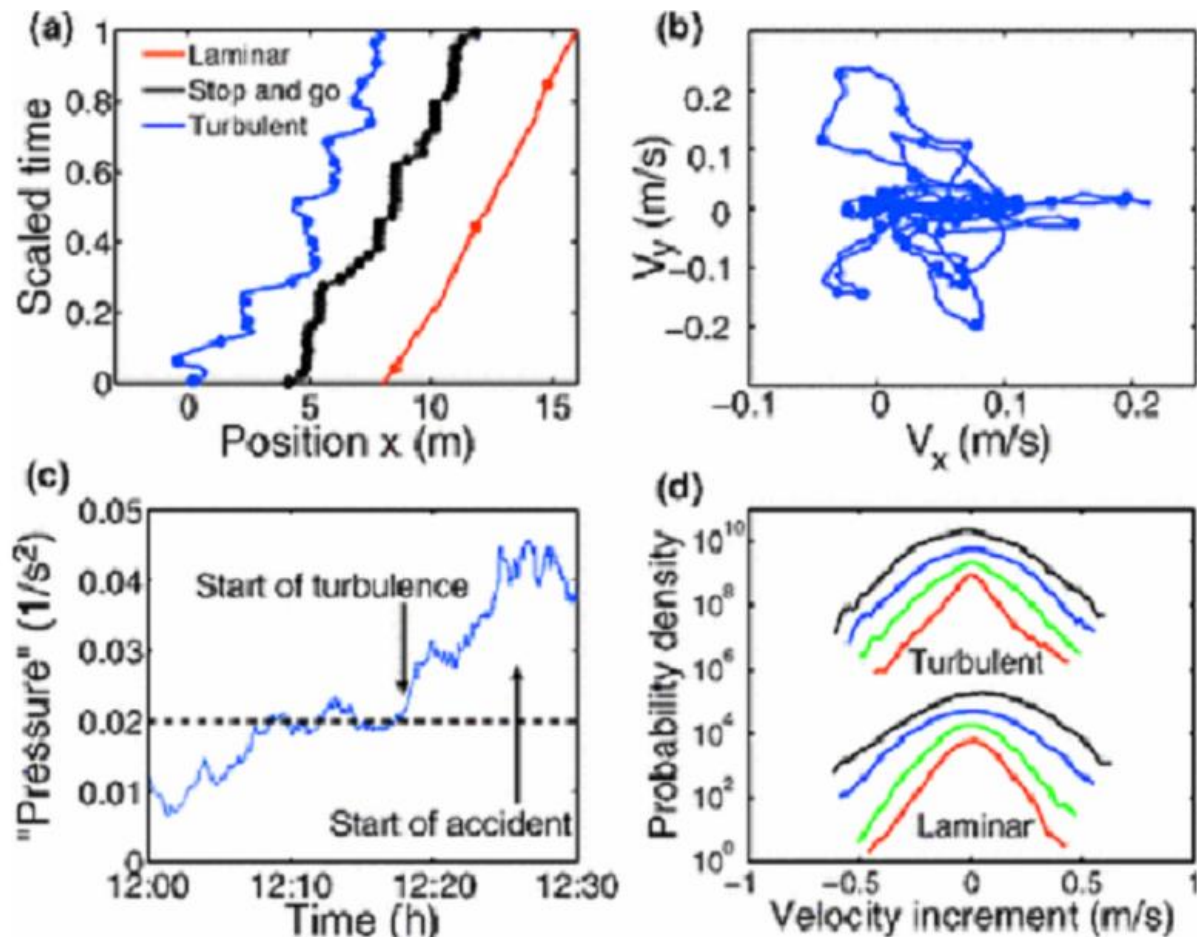 (a)
1
0.8
0.6
0.4
0.2
0
Scaled time
Laminar
Stop and go
Turbulent
0 5 10 15
Position x (m)
(b)
0.2
0.1
0
−0.1
−0.2
Vy (m/s)
−0.1 0 0.1 0.2
Vx (m/s)
(c)
0.05
0.04
0.03
0.02
0.01
0
"Pressure" (1/s²)
Start of turbulence
Start of accident
12:00 12:10 12:20 12:30
Time (h)
(d)
10¹⁰
10⁸
10⁶
10⁴
10²
10⁰
Probability density
Turbulent
Laminar
−1 −0.5 0 0.5 1
Velocity increment (m/s)